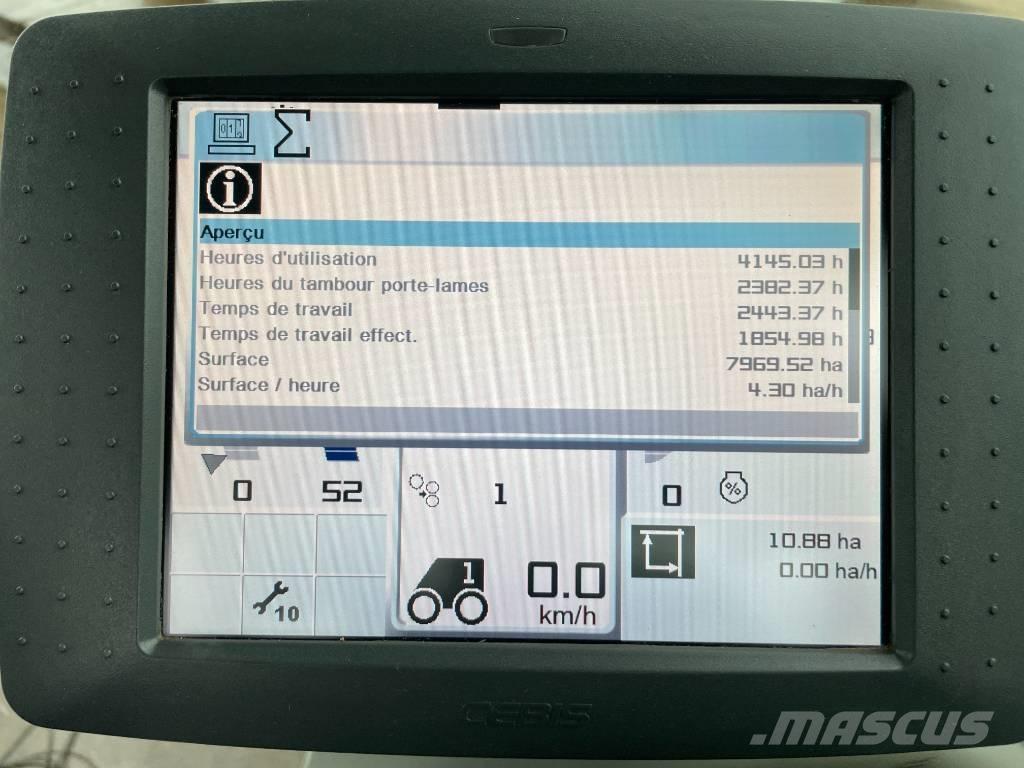 Aperçu
Heures d'utilisation 4145.03 h
Heures du tambour porte-lames 2382.37 h
Temps de travail 2443.37 h
Temps de travail effect. 1854.98 h
Surface 7969.52 ha
Surface / heure 4.30 ha/h
0 52 1 0 %
10.88 ha
0.00 ha/h
1 0.0
km/h
10
CEBIS
.MASCUS